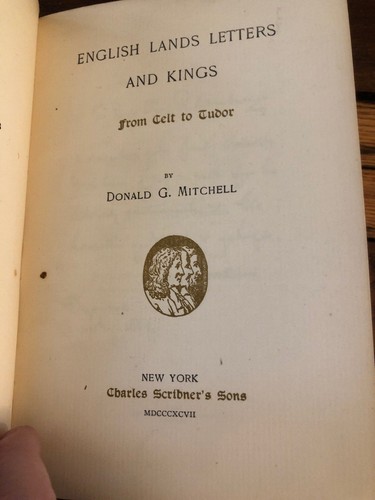 ENGLISH LANDS LETTERS
AND KINGS
From Celt to Tudor
BY
DONALD G. MITCHELL
NEW YORK
Charles Scribner's Sons
MDCCCXCVII